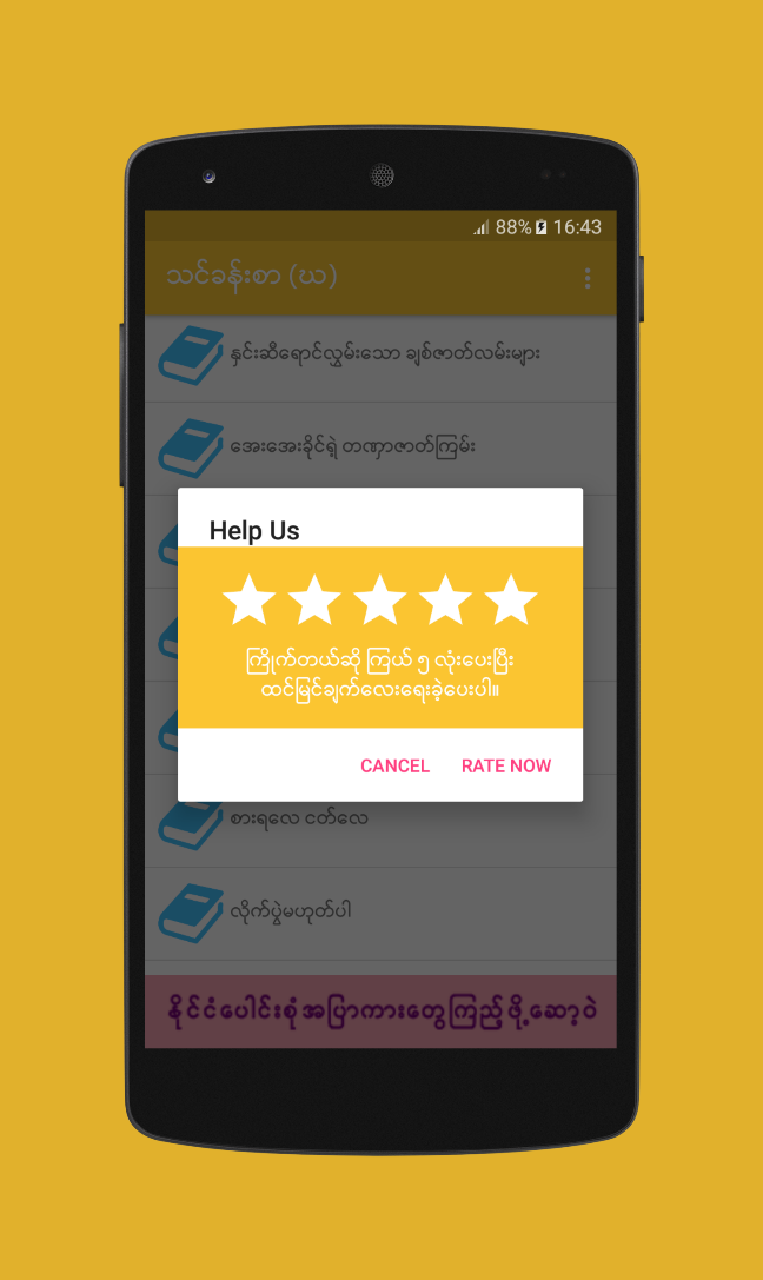 88% 16:43
သင်ခန်းစာ (ဃ)
နှင်းဆီရောင်လွှမ်းသော ချစ်ဇာတ်လမ်းများ
အေးအေးခိုင်ရဲ့ တဏှာဇာတ်ကြမ်း
Help Us
ကြိုက်တယ်ဆို ကြယ် ၅ လုံးပေးပြီး
ထင်မြင်ချက်လေးရေးခဲ့ပေးပါ။
CANCEL RATE NOW
စားရလေ ငတ်လေ
လိုက်ပွဲမဟုတ်ပါ
နိုင်ငံပေါင်းစုံအပြာကားတွေကြည့်ဖို့ဆော့ဝဲ